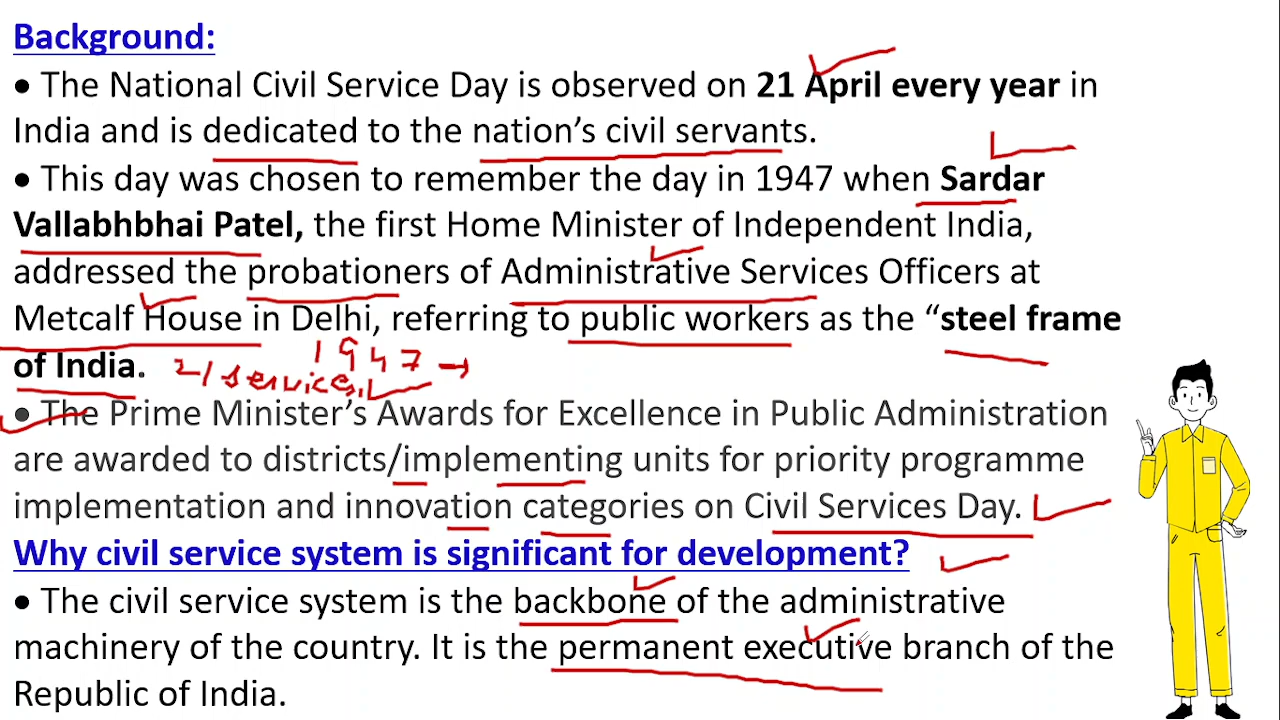 Background:
• The National Civil Service Day is observed on 21 April every year in
India and is dedicated to the nation's civil servants.
• This day was chosen to remember the day in 1947 when Sardar
Vallabhbhai Patel, the first Home Minister of Independent India,
addressed the probationers of Administrative Services Officers at
Metcalf House in Delhi, referring to public workers as the “steel frame
of India.
1947
21 services
• The Prime Minister's Awards for Excellence in Public Administration
are awarded to districts/implementing units for priority programme
implementation and innovation categories on Civil Services Day.
Why civil service system is significant for development?
• The civil service system is the backbone of the administrative
machinery of the country. It is the permanent executive branch of the
Republic of India.